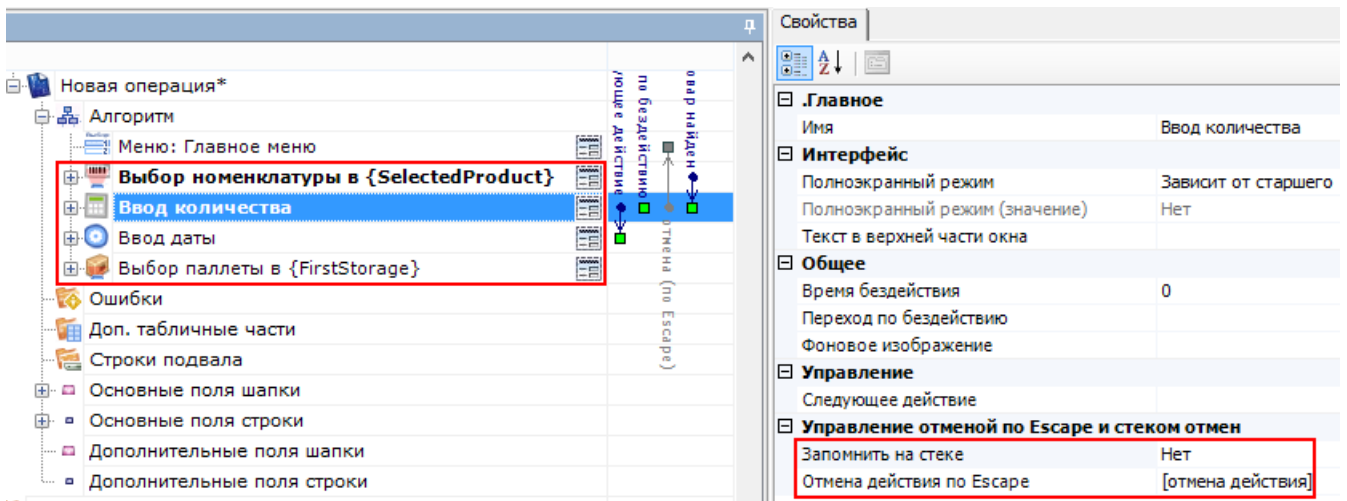 Новая операция*
Алгоритм
Меню: Главное меню
Выбор номенклатуры в {SelectedProduct}
Ввод количества
Ввод даты
Выбор паллеты в {FirstStorage}
Ошибки
Доп. табличные части
Строки подвала
Основные поля шапки
Основные поля строки
Дополнительные поля шапки
Дополнительные поля строки
действие
по бездействию
отмена (по Escape)
найден
Свойства
.Главное
Имя Ввод количества
Интерфейс
Полноэкранный режим Зависит от старшего
Полноэкранный режим (значение) Нет
Текст в верхней части окна
Общее
Время бездействия 0
Переход по бездействию
Фоновое изображение
Управление
Следующее действие
Управление отменой по Escape и стеком отмен
Запомнить на стеке Нет
Отмена действия по Escape [отмена действия]